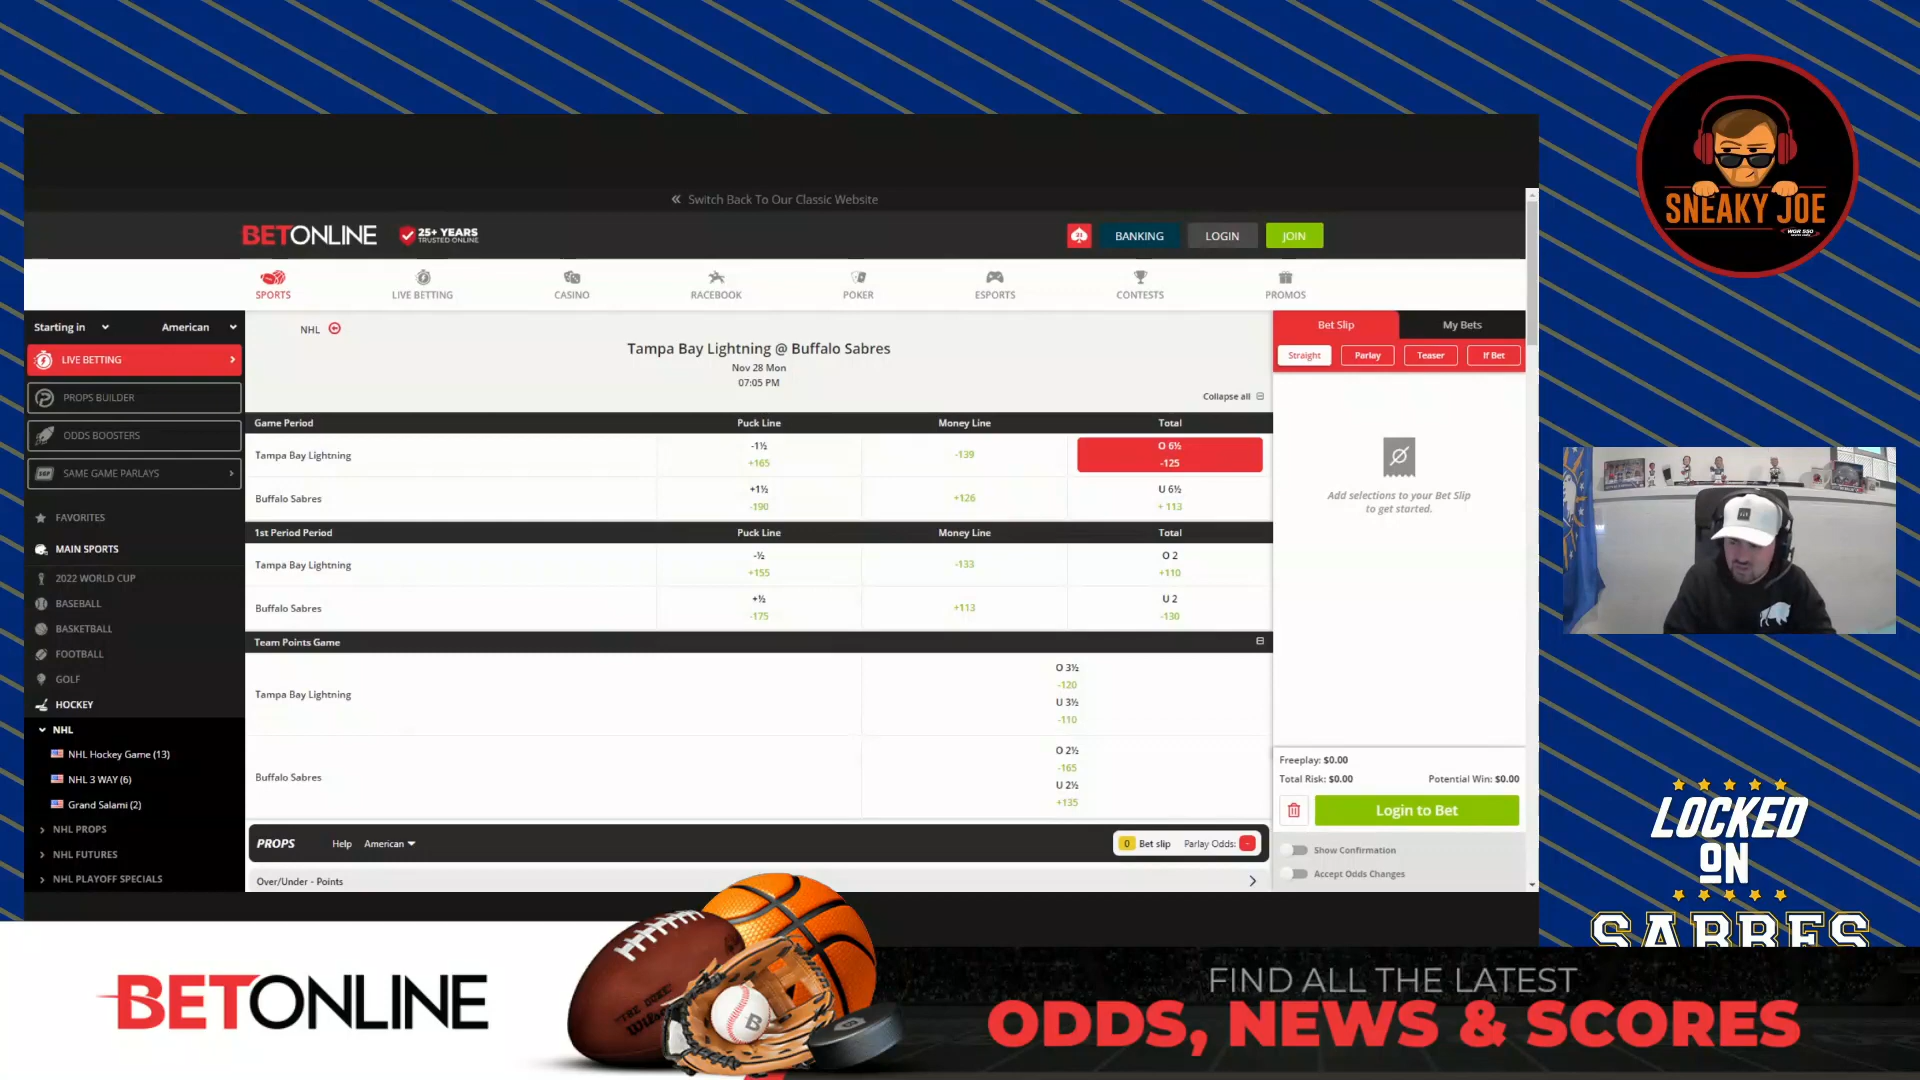 Switch Back To Our Classic Website
BETONLINE
25+ YEARS
TRUSTED ONLINE
BANKING
LOGIN
JOIN
SPORTS
LIVE BETTING
CASINO
RACEBOOK
POKER
ESPORTS
CONTESTS
PROMOS
Starting in
American
LIVE BETTING
PROPS BUILDER
ODDS BOOSTERS
SAME GAME PARLAYS
FAVORITES
MAIN SPORTS
2022 WORLD CUP
BASEBALL
BASKETBALL
FOOTBALL
GOLF
HOCKEY
NHL
NHL Hockey Game (13)
NHL 3 WAY (6)
Grand Salami (2)
NHL PROPS
NHL FUTURES
NHL PLAYOFF SPECIALS
NHL
Tampa Bay Lightning @ Buffalo Sabres
Nov 28 Mon
07:05 PM
Collapse all
Game Period Puck Line Money Line Total
Tampa Bay Lightning
-1½
+165
-139
O 6½
-125
Buffalo Sabres
+1½
-190
+126
U 6½
+ 113
1st Period Period Puck Line Money Line Total
Tampa Bay Lightning
-½
+155
-133
O 2
+110
Buffalo Sabres
+½
-175
+113
U 2
-130
Team Points Game
Tampa Bay Lightning
O 3½
-120
U 3½
-110
Buffalo Sabres
O 2½
-165
U 2½
+135
PROPS
Help
American
0
Bet slip
Parlay Odds: -
Over/Under - Points
Bet Slip
My Bets
Straight
Parlay
Teaser
If Bet
Add selections to your Bet Slip
to get started.
Freeplay: $0.00
Total Risk: $0.00
Potential Win: $0.00
Login to Bet
Show Confirmation
Accept Odds Changes
SNEAKY JOE
WGR 550
LOCKED
ON
SABRES
BETONLINE
"THE DUKE"
B
FIND ALL THE LATEST
ODDS, NEWS & SCORES